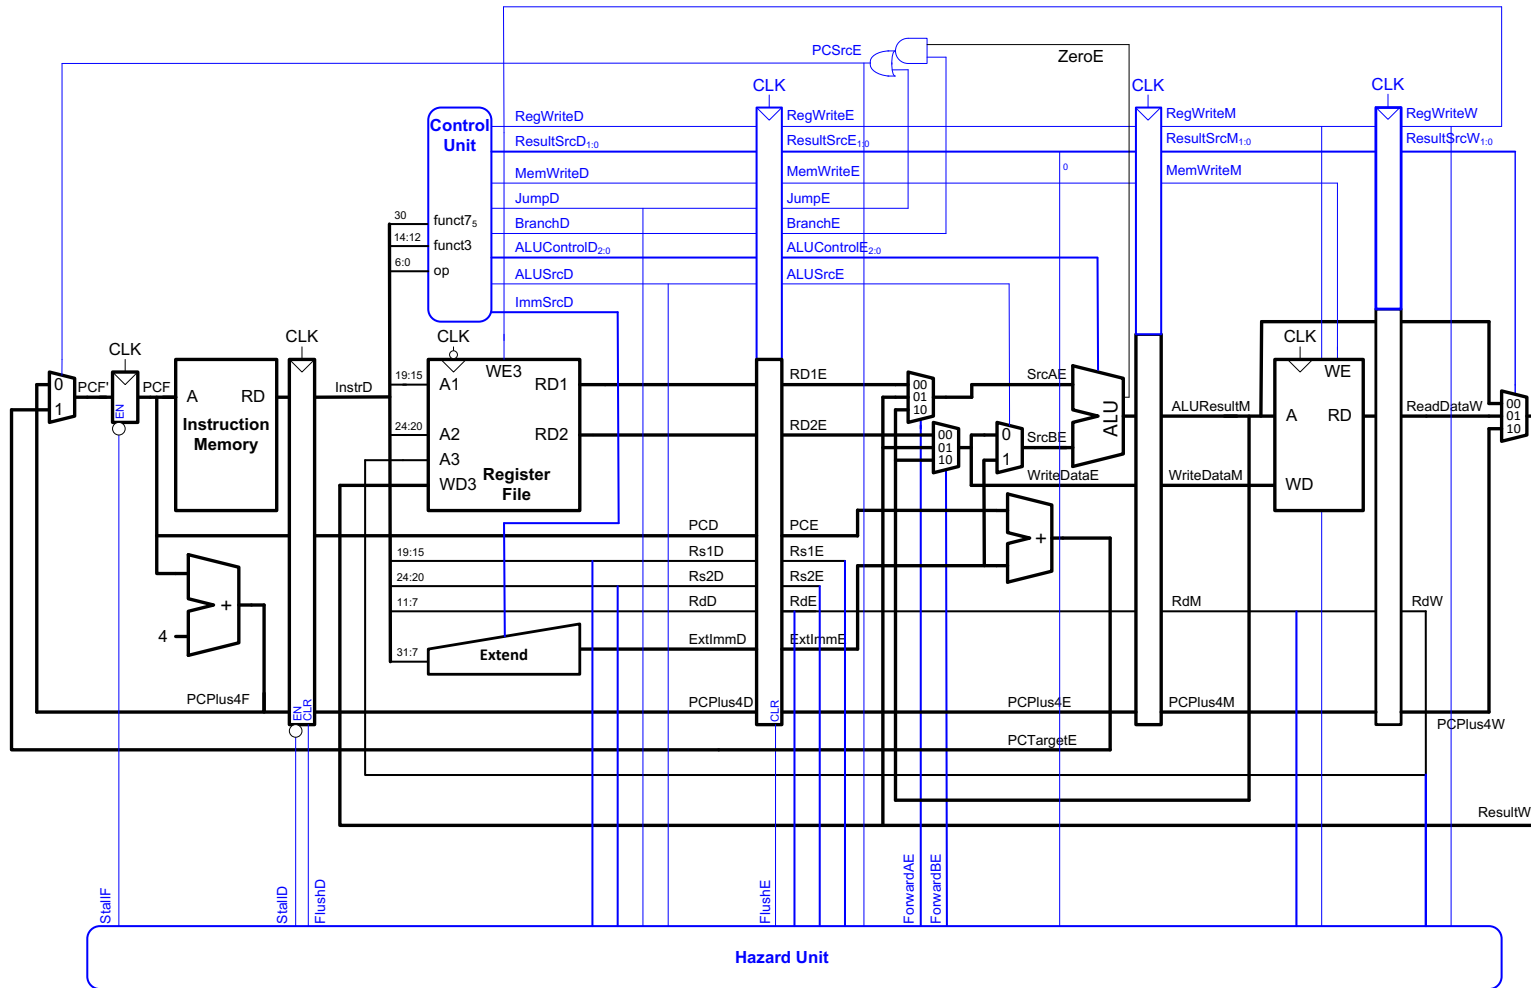 PCSrcE
ZeroE
CLK
CLK
CLK
Control
Unit
RegWriteD
RegWriteE
RegWriteM
RegWriteW
ResultSrcD1:0
ResultSrcE1:0
ResultSrcM1:0
ResultSrcW1:0
0
MemWriteD
MemWriteE
MemWriteM
JumpD
JumpE
30
funct75
BranchD
BranchE
14:12
funct3
ALUControlD2:0
ALUControlE2:0
6:0
op
ALUSrcD
ALUSrcE
ImmSrcD
CLK
CLK
CLK
CLK
0
1
PCF'
EN
PCF
A
RD
Instruction
Memory
InstrD
19:15
A1
WE3
RD1
RD1E
00
01
10
SrcAE
ALU
ALUResultM
A
RD
WE
ReadDataW
00
01
10
24:20
A2
RD2
RD2E
00
01
10
0
1
SrcBE
A3
WD3
Register
File
WriteDataE
WriteDataM
WD
PCD
PCE
+
19:15
Rs1D
Rs1E
24:20
Rs2D
Rs2E
11:7
RdD
RdE
RdM
RdW
+
4
31:7
Extend
ExtImmD
ExtImmE
PCPlus4F
PCPlus4D
PCPlus4E
PCPlus4M
PCPlus4W
EN
CLR
CLR
PCTargetE
ResultW
StallF
StallD
FlushD
FlushE
ForwardAE
ForwardBE
Hazard Unit